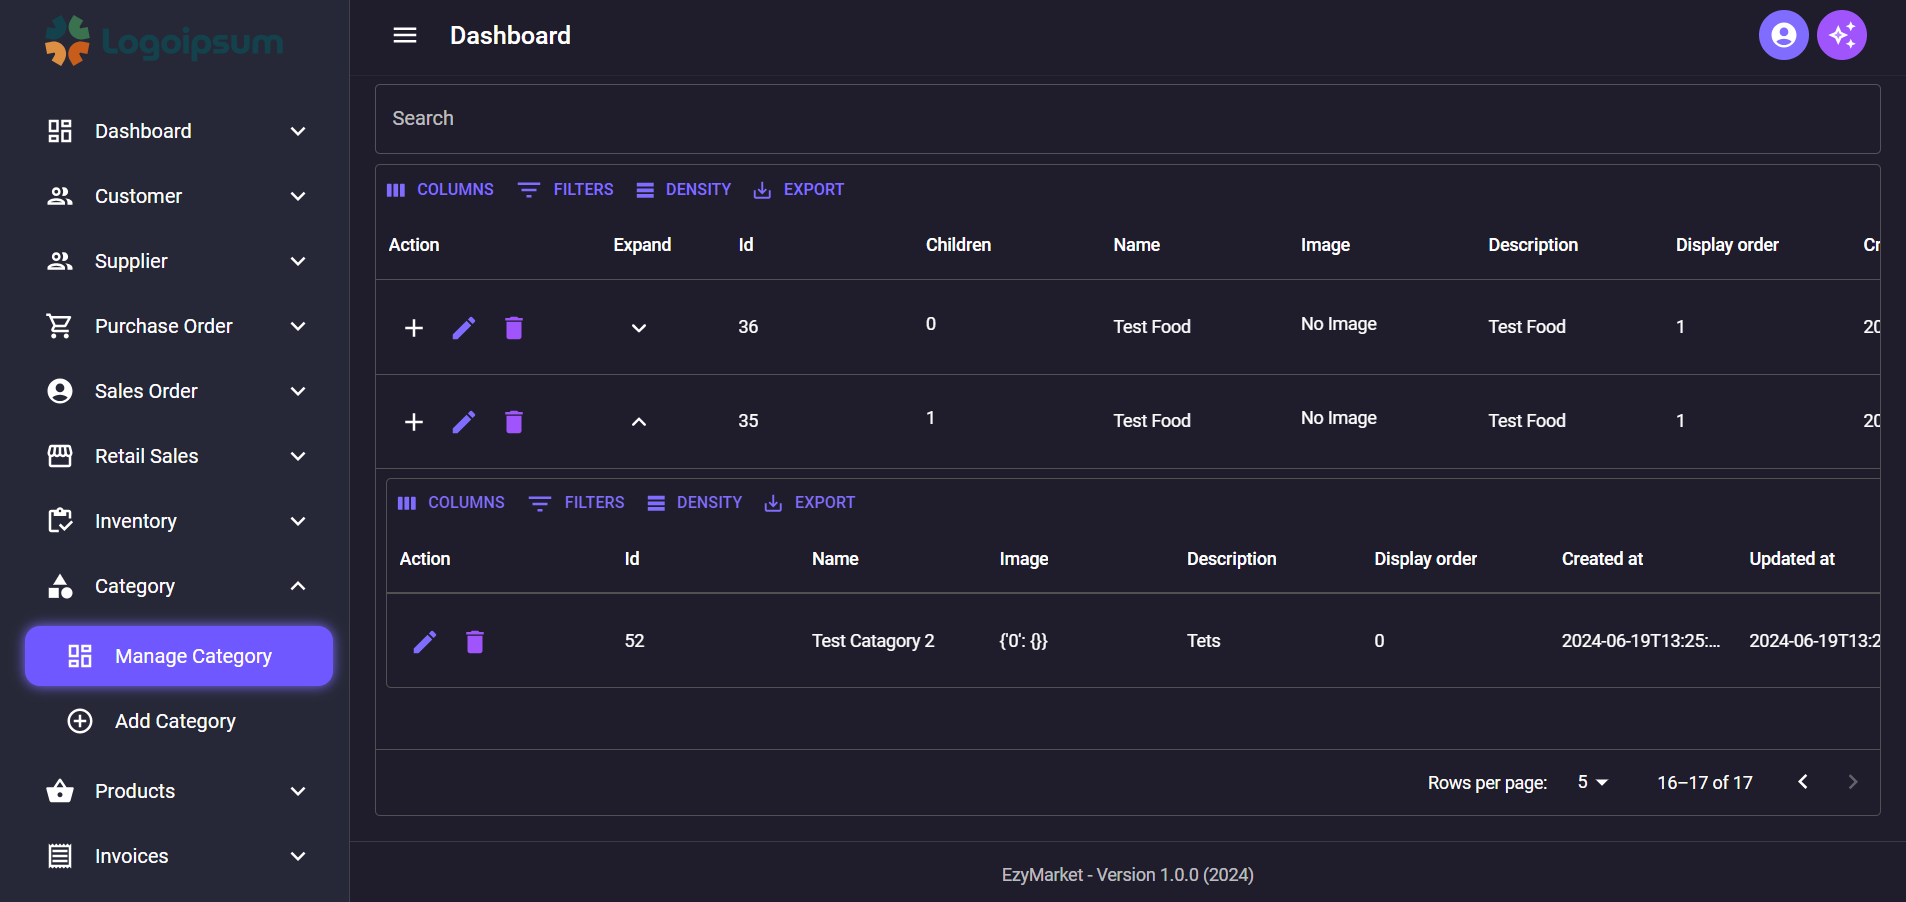 Logoipsum
Dashboard
Customer
Supplier
Purchase Order
Sales Order
Retail Sales
Inventory
Category
Manage Category
Add Category
Products
Invoices
Dashboard
Search
COLUMNS FILTERS DENSITY EXPORT
Action Expand Id Children Name Image Description Display order Cr
36 0 Test Food No Image Test Food 1 20
35 1 Test Food No Image Test Food 1 20
COLUMNS FILTERS DENSITY EXPORT
Action Id Name Image Description Display order Created at Updated at
52 Test Catagory 2 {'0': {}} Tets 0 2024-06-19T13:25:... 2024-06-19T13:2
Rows per page: 5 16–17 of 17
EzyMarket - Version 1.0.0 (2024)